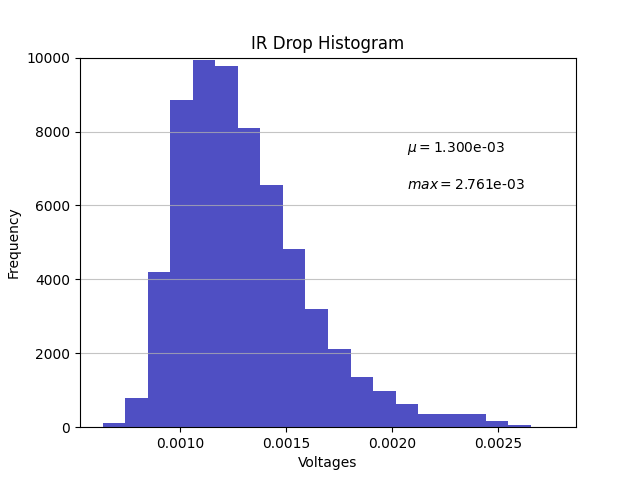 IR Drop Histogram
10000
8000
6000
4000
2000
0
Frequency
μ = 1.300e-03
max = 2.761e-03
0.0010 0.0015 0.0020 0.0025
Voltages